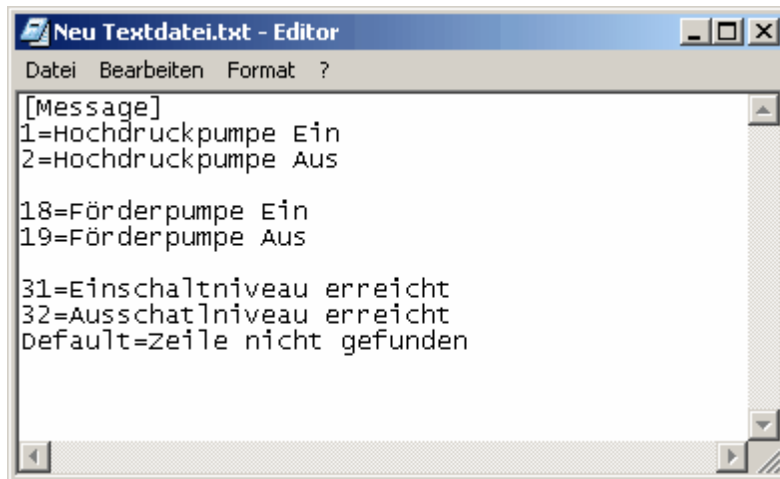 Neu Textdatei.txt - Editor
Datei Bearbeiten Format ?
[Message]
1=Hochdruckpumpe Ein
2=Hochdruckpumpe Aus
18=Förderpumpe Ein
19=Förderpumpe Aus
31=Einschaltniveau erreicht
32=Ausschatlniveau erreicht
Default=Zeile nicht gefunden